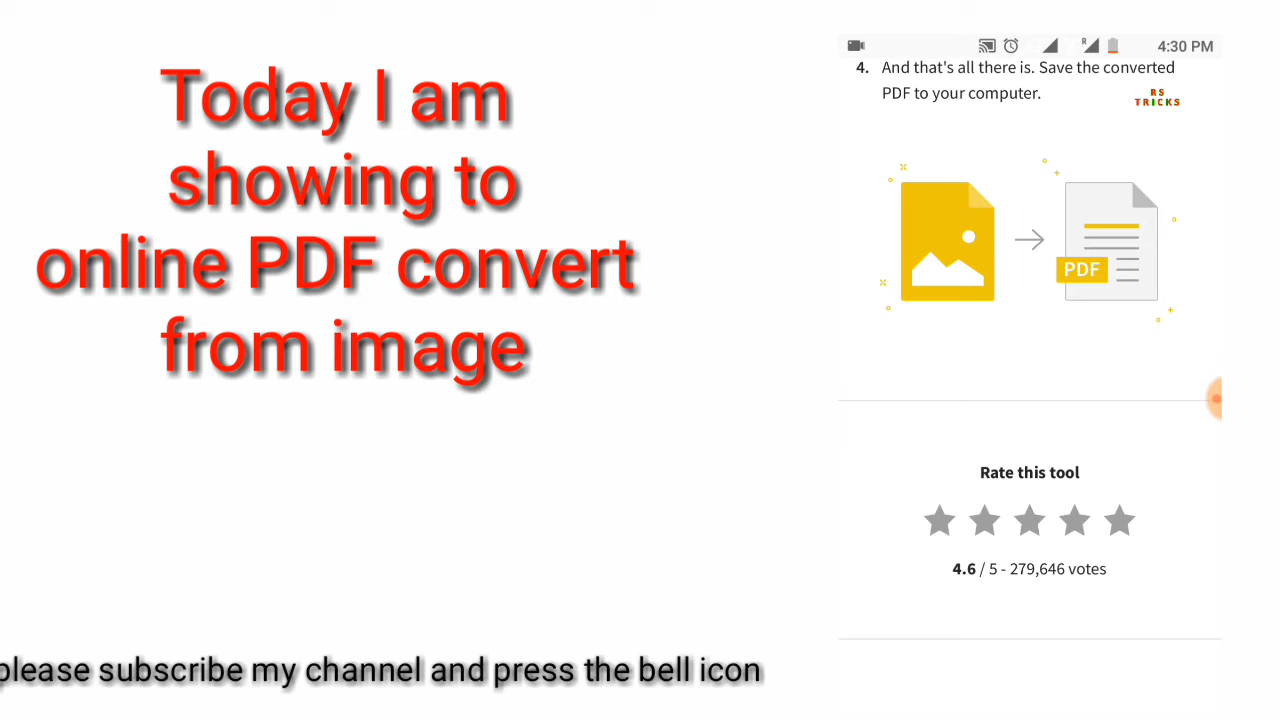 Today I am
showing to
online PDF convert
from image
please subscribe my channel and press the bell icon
R
4:30 PM
4. And that's all there is. Save the converted
PDF to your computer.
RS
TRICKS
PDF
Rate this tool
4.6 / 5 - 279,646 votes